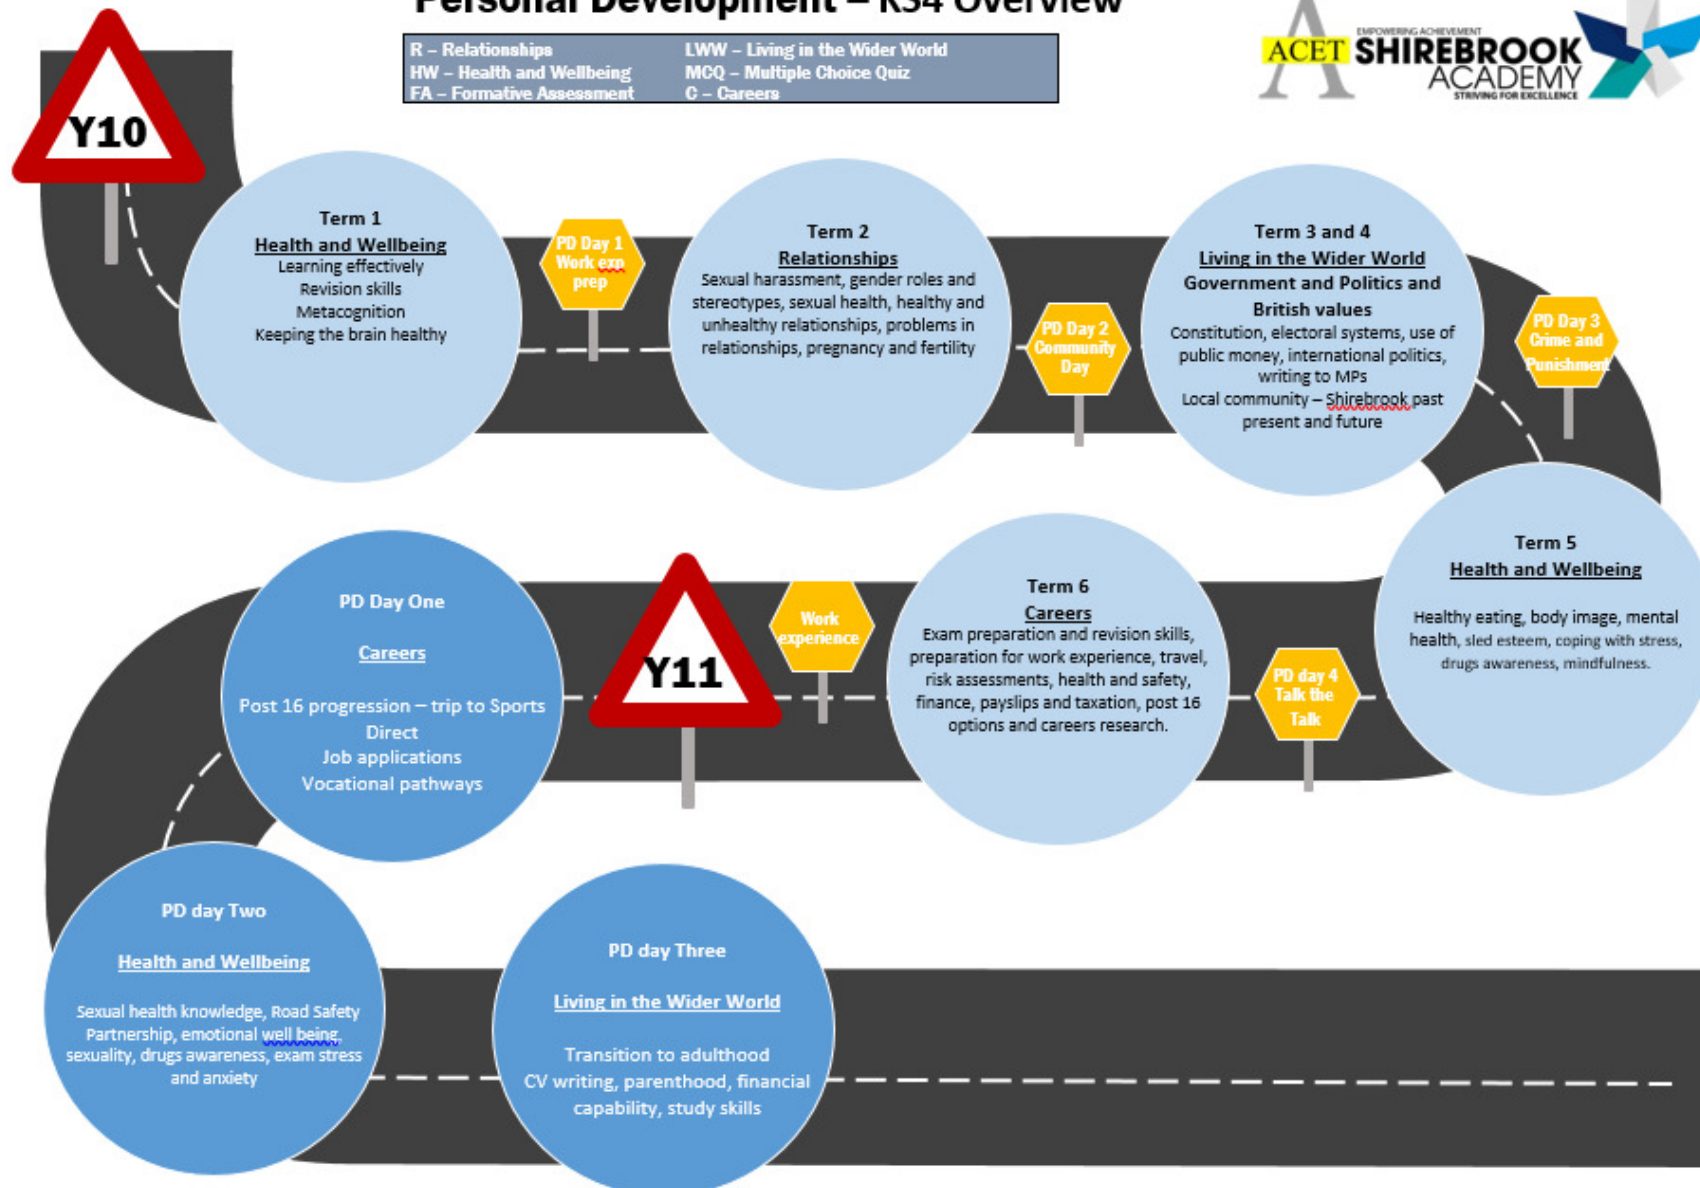 Personal Development – KS4 Overview
R – Relationships
HW – Health and Wellbeing
FA – Formative Assessment
LWW – Living in the Wider World
MCQ – Multiple Choice Quiz
C – Careers
EMPOWERING ACHIEVEMENT
ACET SHIREBROOK
ACADEMY
STRIVING FOR EXCELLENCE
Y10
Term 1
Health and Wellbeing
Learning effectively
Revision skills
Metacognition
Keeping the brain healthy
PD Day 1
Work exp
prep
Term 2
Relationships
Sexual harassment, gender roles and
stereotypes, sexual health, healthy and
unhealthy relationships, problems in
relationships, pregnancy and fertility
PD Day 2
Community
Day
Term 3 and 4
Living in the Wider World
Government and Politics and
British values
Constitution, electoral systems, use of
public money, international politics,
writing to MPs
Local community – Shirebrook past
present and future
PD Day 3
Crime and
Punishment
Term 5
Health and Wellbeing
Healthy eating, body image, mental
health, sled esteem, coping with stress,
drugs awareness, mindfulness.
PD day 4
Talk the
Talk
Term 6
Careers
Exam preparation and revision skills,
preparation for work experience, travel,
risk assessments, health and safety,
finance, payslips and taxation, post 16
options and careers research.
Work
experience
Y11
PD Day One
Careers
Post 16 progression – trip to Sports
Direct
Job applications
Vocational pathways
PD day Two
Health and Wellbeing
Sexual health knowledge, Road Safety
Partnership, emotional well being,
sexuality, drugs awareness, exam stress
and anxiety
PD day Three
Living in the Wider World
Transition to adulthood
CV writing, parenthood, financial
capability, study skills